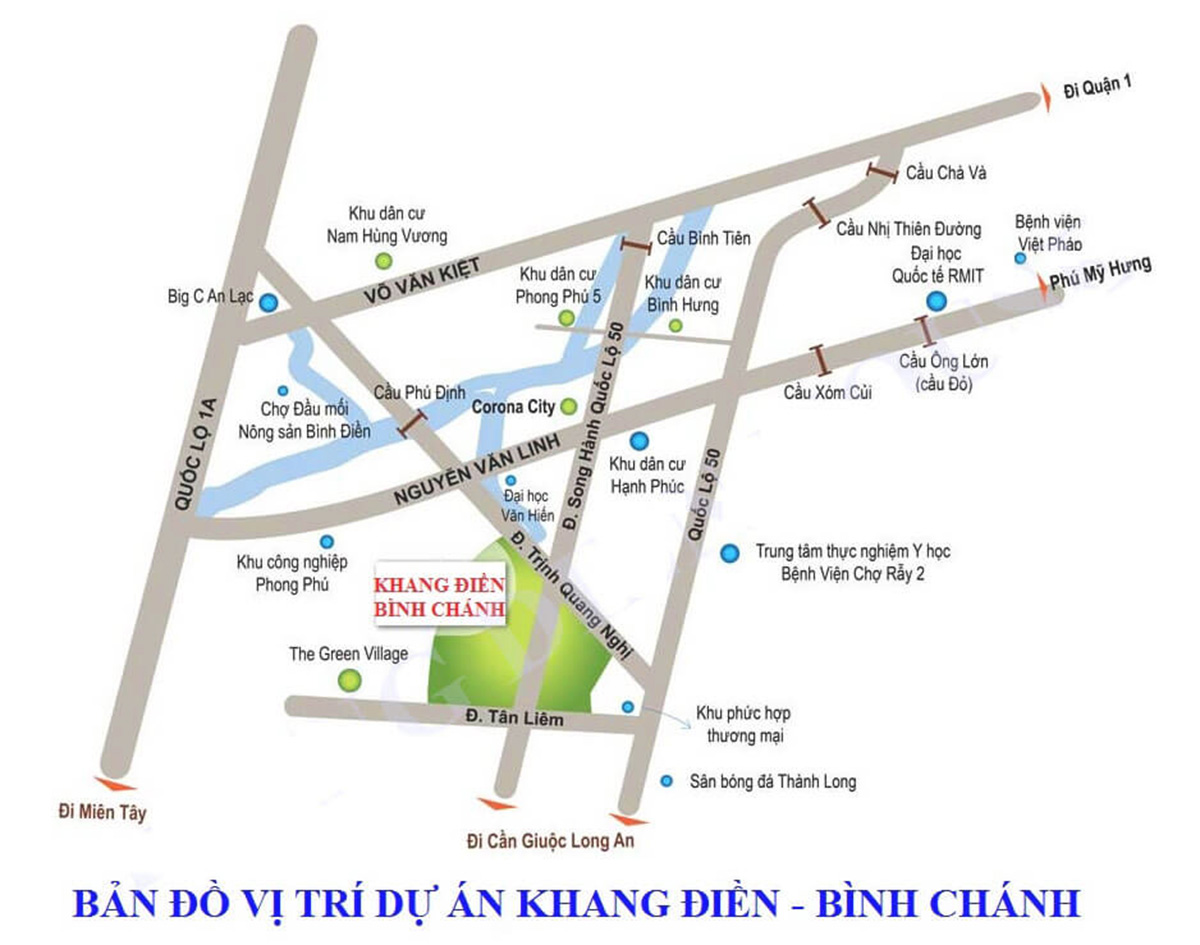 Đi Quận 1
Cầu Chả Và
Khu dân cư
Nam Hùng Vương
Cầu Bình Tiên
Cầu Nhị Thiên Đường
Bệnh viện
Việt Pháp
Đại học
Quốc tế RMIT
Phú Mỹ Hưng
VÕ VĂN KIỆT
Khu dân cư
Phong Phú 5
Khu dân cư
Bình Hưng
Big C An Lạc
Cầu Ông Lớn
(cầu Đỏ)
Cầu Xóm Củi
Cầu Phú Định
Chợ Đầu mối
Nông sản Bình Điền
Corona City
QUỐC LỘ 1A
NGUYỄN VĂN LINH
Đ. Song Hành Quốc Lộ 50
Khu dân cư
Hạnh Phúc
Quốc Lộ 50
Đại học
Văn Hiến
Khu công nghiệp
Phong Phú
Đ. Trịnh Quang Nghị
Trung tâm thực nghiệm Y học
Bệnh Viện Chợ Rẫy 2
KHANG ĐIỀN
BÌNH CHÁNH
The Green Village
Đ. Tân Liêm
Khu phức hợp
thương mại
Sân bóng đá Thành Long
Đi Miên Tây
Đi Cần Giuộc Long An
BẢN ĐỒ VỊ TRÍ DỰ ÁN KHANG ĐIỀN - BÌNH CHÁNH